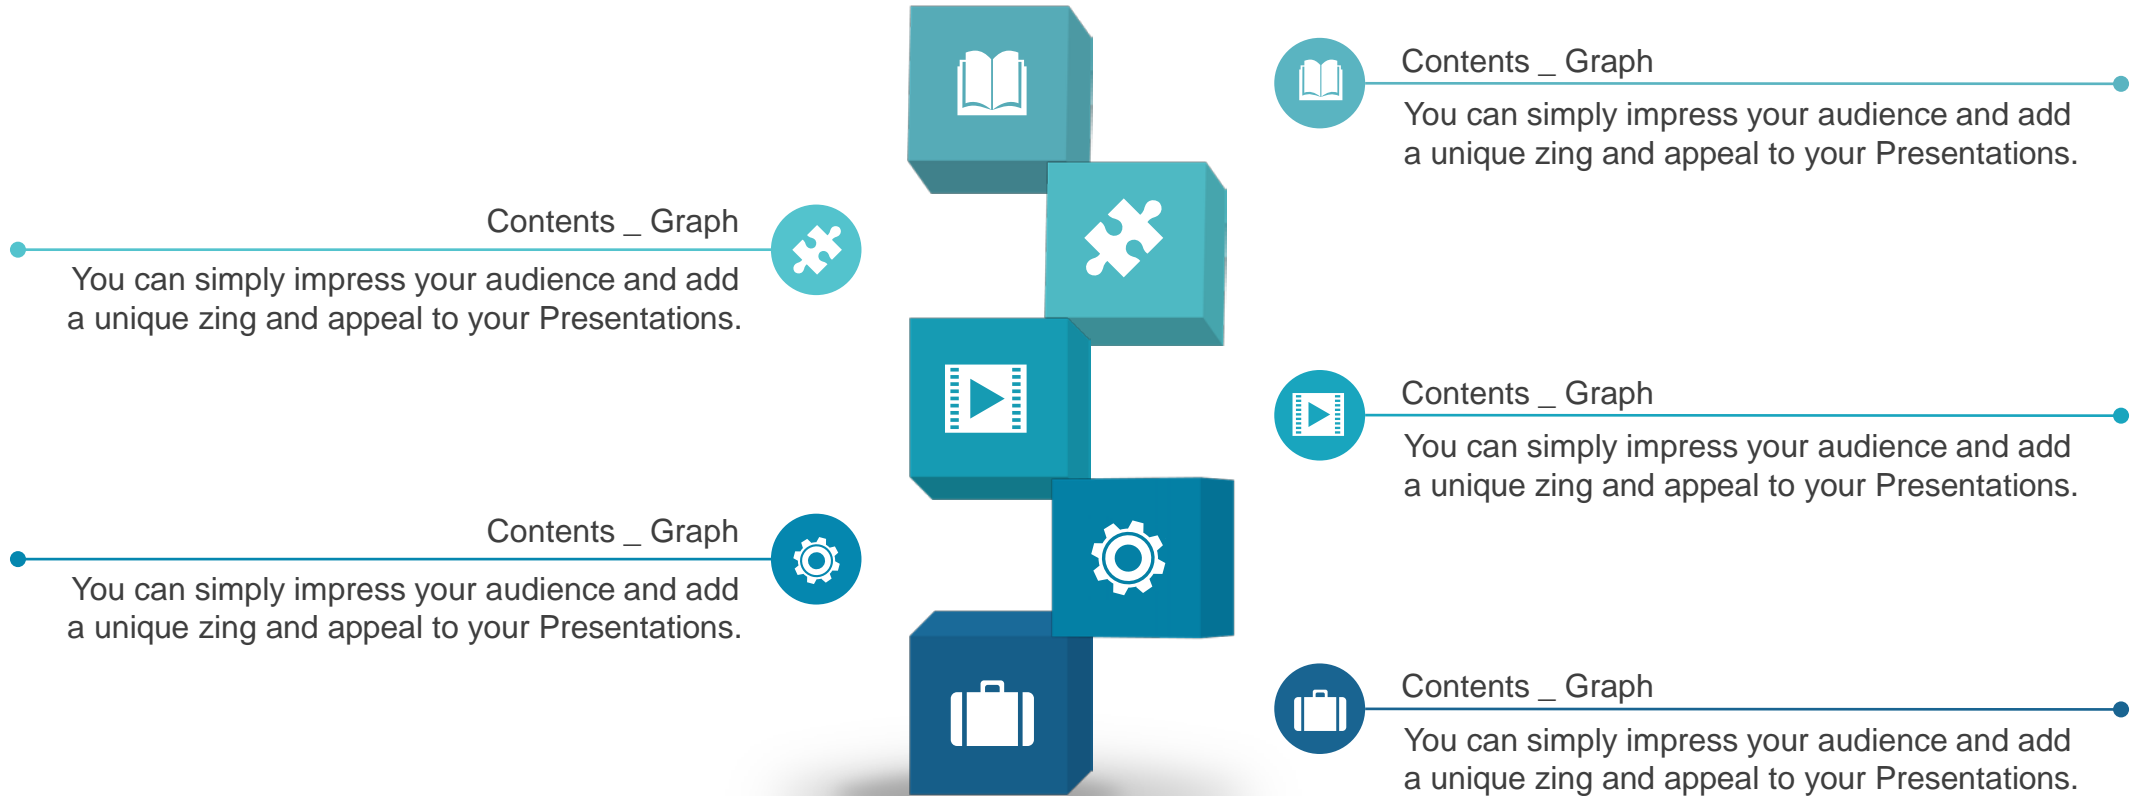 Contents _ Graph
You can simply impress your audience and add
a unique zing and appeal to your Presentations.
Contents _ Graph
You can simply impress your audience and add
a unique zing and appeal to your Presentations.
Contents _ Graph
You can simply impress your audience and add
a unique zing and appeal to your Presentations.
Contents _ Graph
You can simply impress your audience and add
a unique zing and appeal to your Presentations.
Contents _ Graph
You can simply impress your audience and add
a unique zing and appeal to your Presentations.